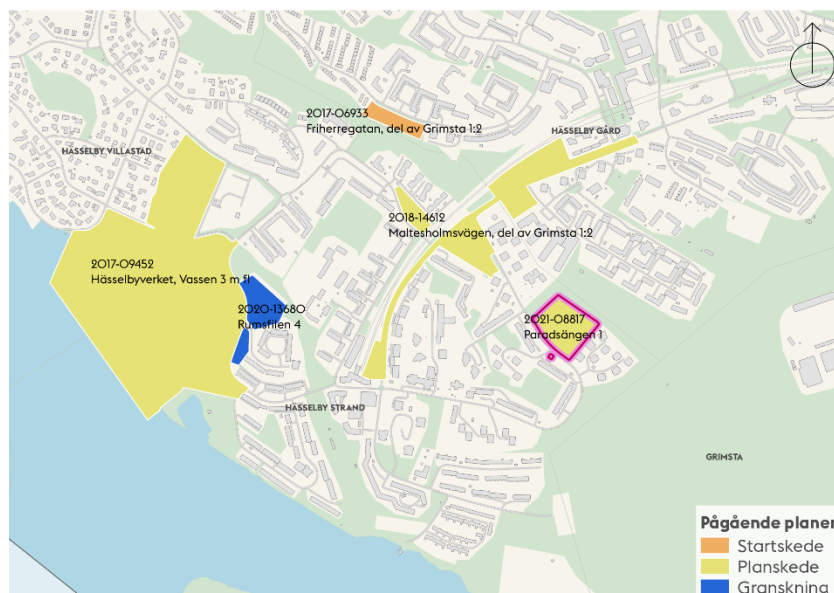 2017-06933
Friherregatan, del av Grimsta 1:2
HÄSSELBY GÅRD
HÄSSELBY VILLASTAD
2018-14612
Maltesholmsvägen, del av Grimsta 1:2
2017-09452
Hässelbyverket, Vassen 3 m fl
2020-13680
Rumsfilen 4
2021-08817
Paradsängen 1
HÄSSELBY STRAND
GRIMSTA
Pågående planer
Startskede
Planskede
Granskning